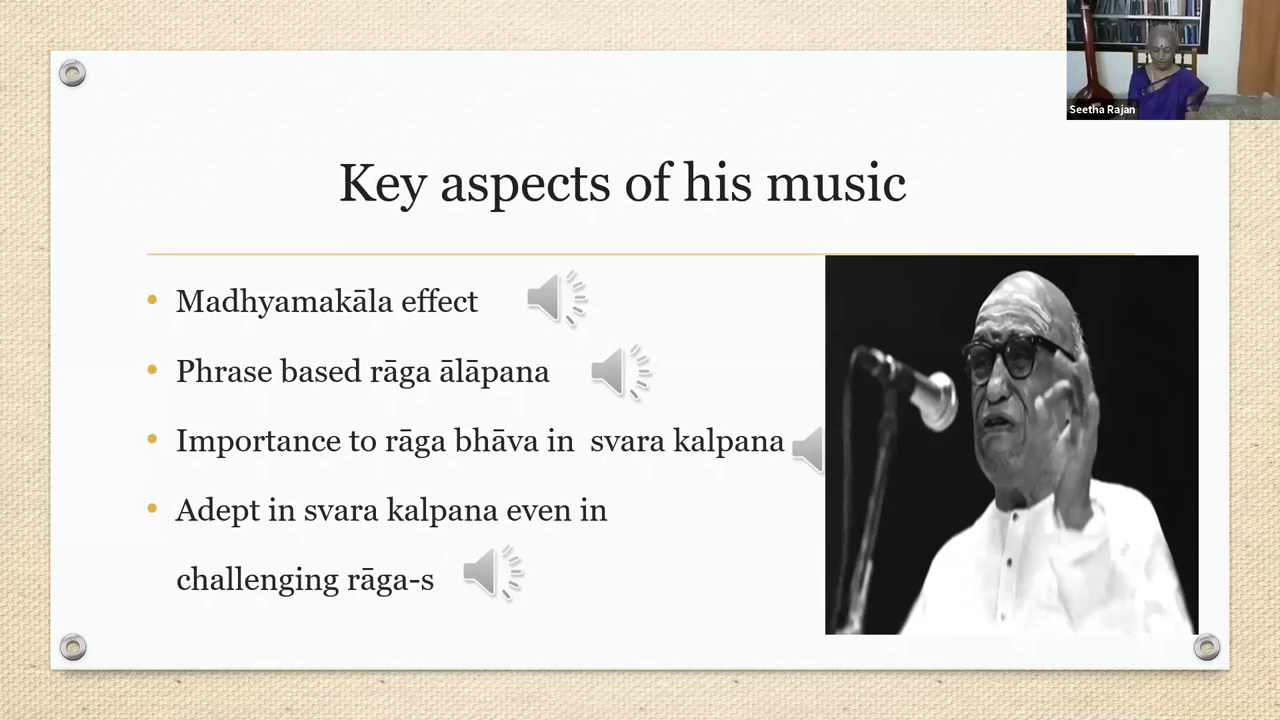 Seetha Rajan
Key aspects of his music
Madhyamakāla effect
Phrase based rāga ālāpana
Importance to rāga bhāva in svara kalpana
Adept in svara kalpana even in
challenging rāga-s